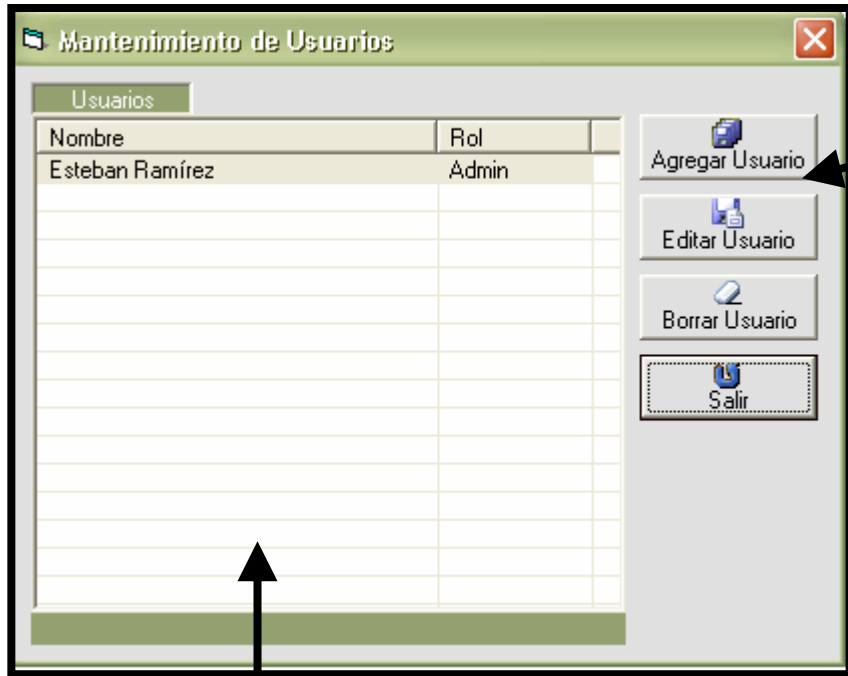 Mantenimiento de Usuarios
Usuarios
Nombre Rol
Esteban Ramírez Admin
Agregar Usuario
Editar Usuario
Borrar Usuario
Salir